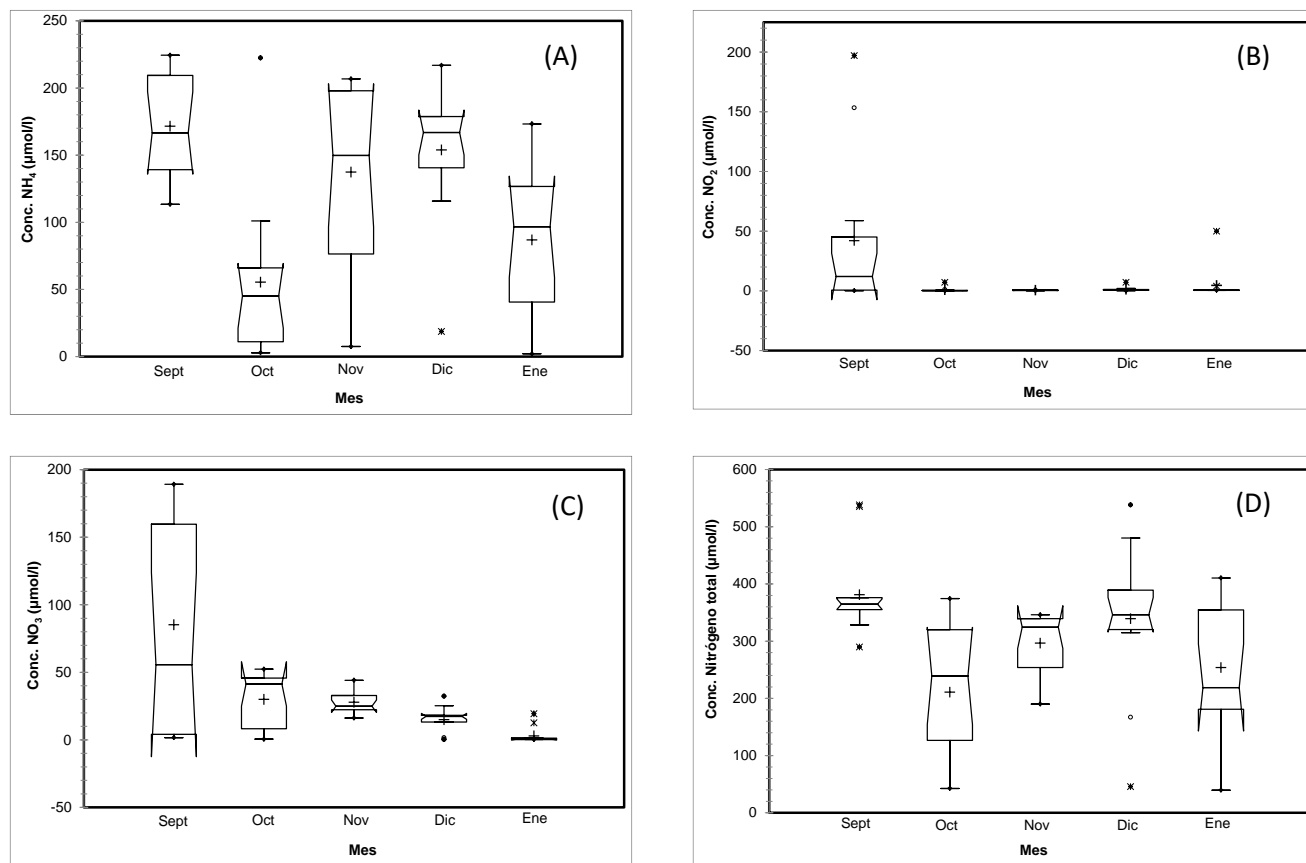 (A)
Conc. NH4 (µmol/l)
250
200
150
100
50
0
Sept Oct Nov Dic Ene
Mes
(B)
Conc. NO2 (µmol/l)
200
150
100
50
0
-50
Sept Oct Nov Dic Ene
Mes
(C)
Conc. NO3 (µmol/l)
200
150
100
50
0
-50
Sept Oct Nov Dic Ene
Mes
(D)
Conc. Nitrógeno total (µmol/l)
600
500
400
300
200
100
0
Sept Oct Nov Dic Ene
Mes